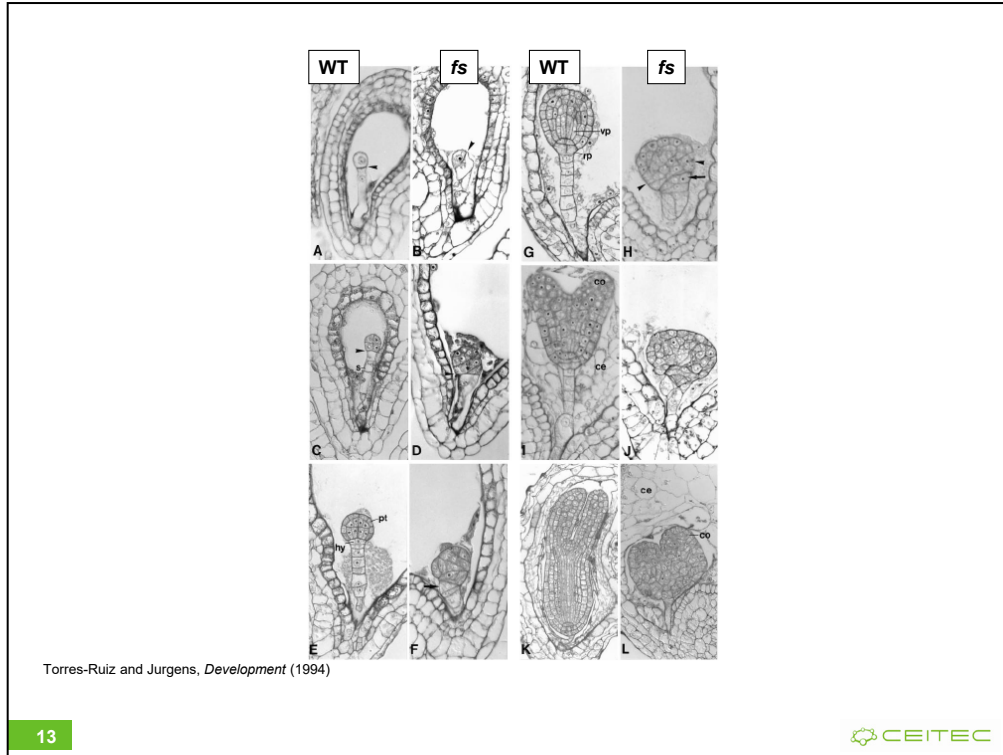 WT
fs
WT
fs
A
B
G
vp
rp
H
C
s
D
I
co
ce
J
E
pt
hy
F
K
L
ce
co
Torres-Ruiz and Jurgens, Development (1994)
13
CEITEC